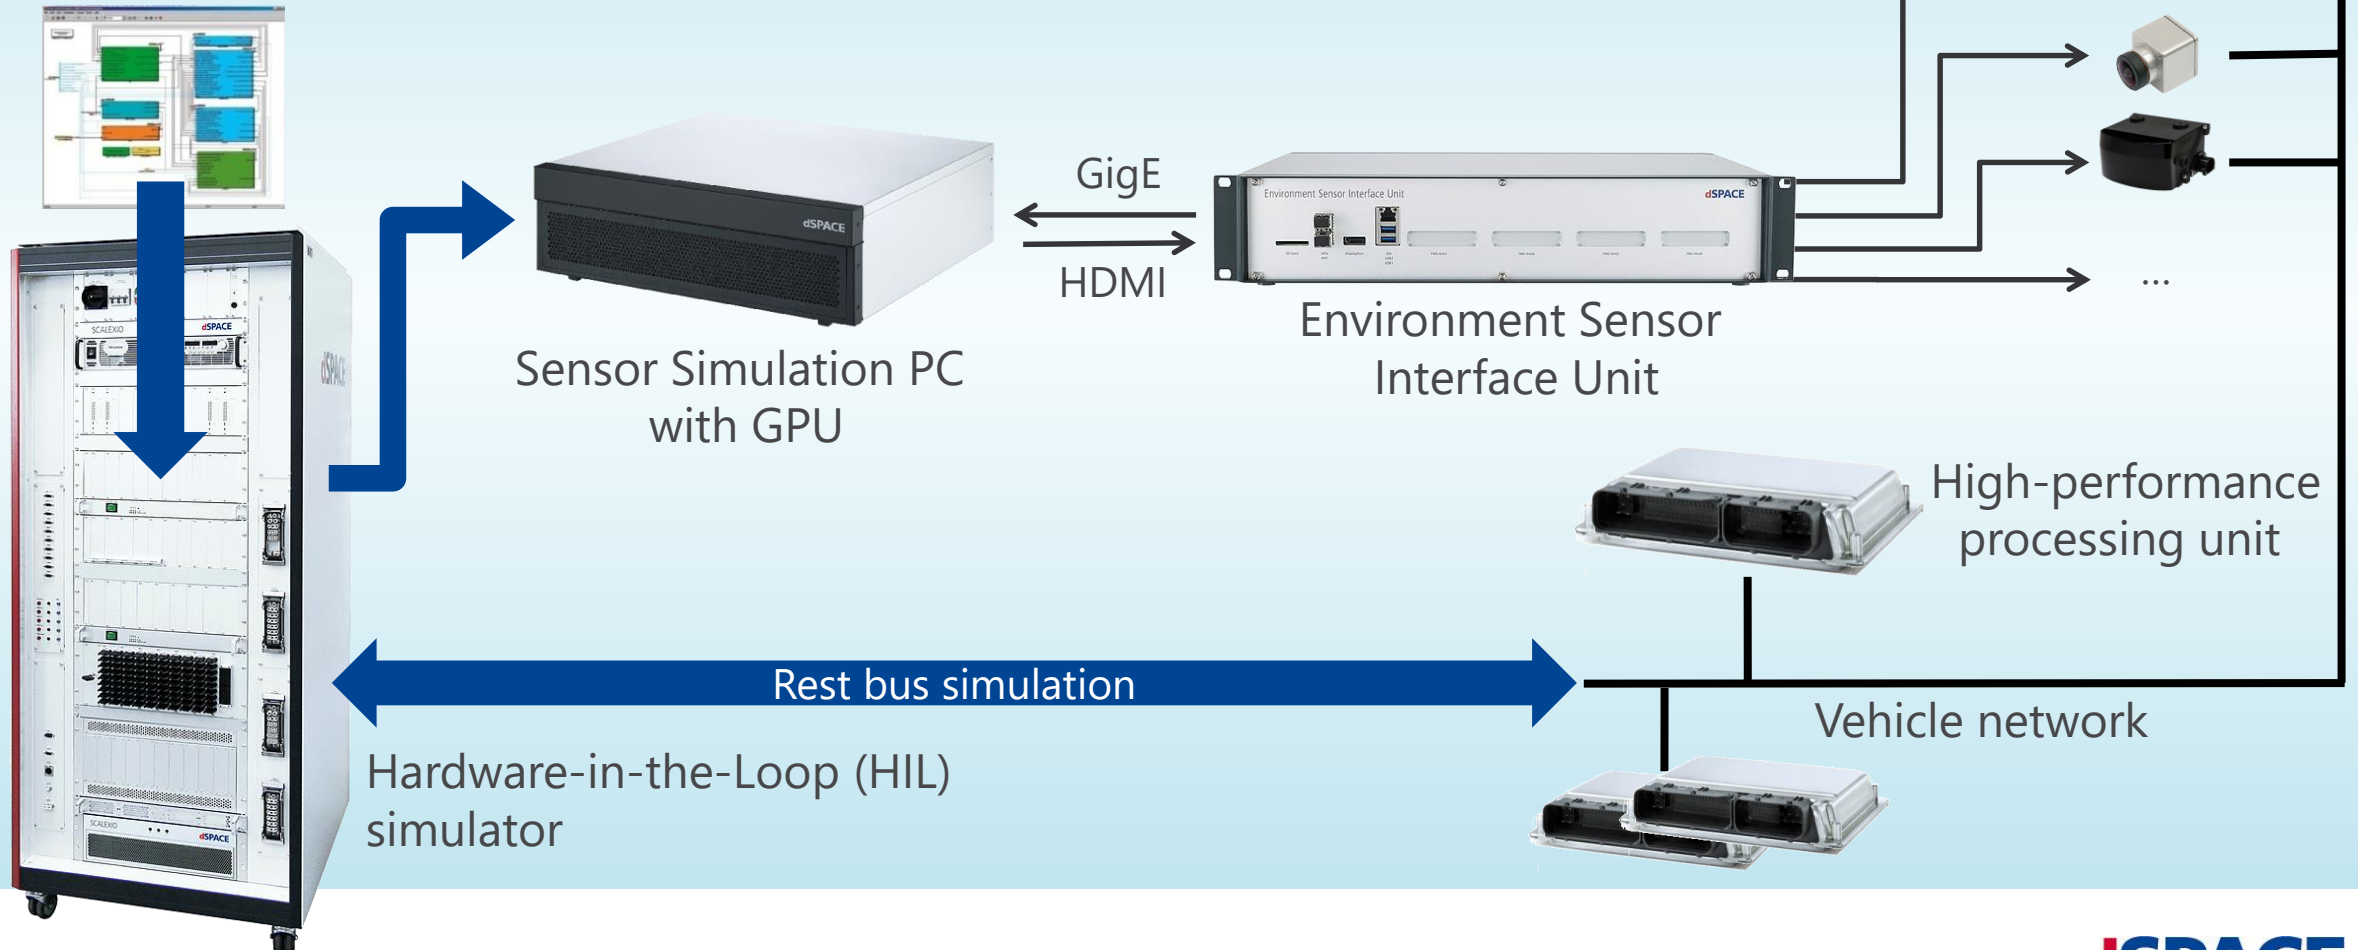 dSPACE
GigE
HDMI
Environment Sensor Interface Unit
dSPACE
...
Sensor Simulation PC
with GPU
Environment Sensor
Interface Unit
SCALEXIO
dSPACE
dSPACE
High-performance
processing unit
Rest bus simulation
Vehicle network
Hardware-in-the-Loop (HIL)
simulator
SCALEXIO
dSPACE
dSPACE